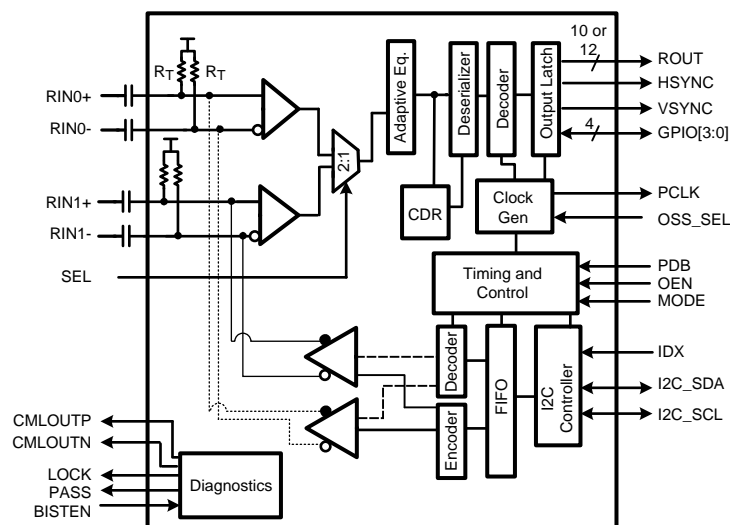 10 or
12
ROUT
HSYNC
VSYNC
4
GPIO[3:0]
RT
RT
RIN0+
RIN0-
RIN1+
RIN1-
SEL
2:1
Adaptive Eq.
Deserializer
Decoder
Output Latch
CDR
Clock
Gen
PCLK
OSS_SEL
Timing and
Control
PDB
OEN
MODE
Decoder
Encoder
FIFO
I2C
Controller
IDX
I2C_SDA
I2C_SCL
CMLOUTP
CMLOUTN
LOCK
PASS
BISTEN
Diagnostics